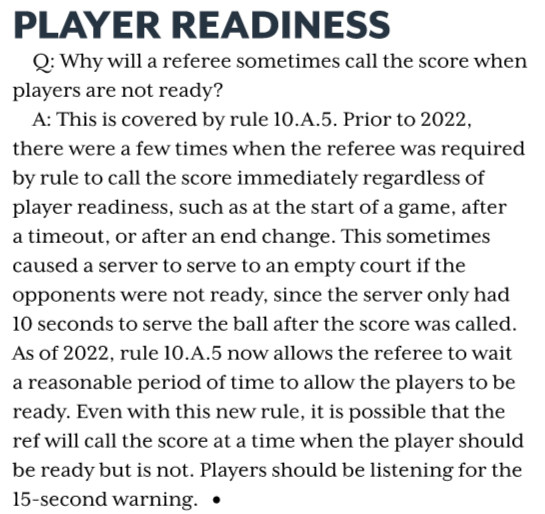 PLAYER READINESS
Q: Why will a referee sometimes call the score when
players are not ready?
A: This is covered by rule 10.A.5. Prior to 2022,
there were a few times when the referee was required
by rule to call the score immediately regardless of
player readiness, such as at the start of a game, after
a timeout, or after an end change. This sometimes
caused a server to serve to an empty court if the
opponents were not ready, since the server only had
10 seconds to serve the ball after the score was called.
As of 2022, rule 10.A.5 now allows the referee to wait
a reasonable period of time to allow the players to be
ready. Even with this new rule, it is possible that the
ref will call the score at a time when the player should
be ready but is not. Players should be listening for the
15-second warning. •